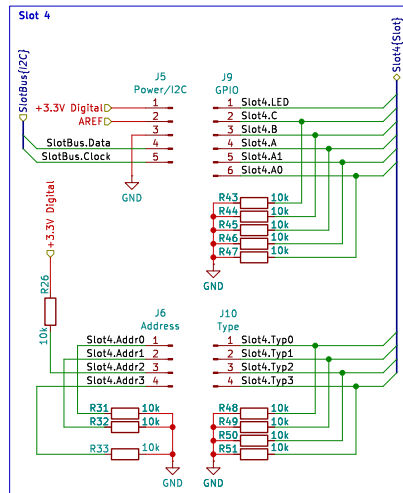 Slot 4
SlotBus{I2C}
Slot4{Slot}
J5
Power/I2C
+3.3V Digital
AREF
1
2
3
4
5
SlotBus.Data
SlotBus.Clock
GND
J9
GPIO
1 Slot4.LED
2 Slot4.C
3 Slot4.B
4 Slot4.A
5 Slot4.A1
6 Slot4.A0
R43 10k
R44 10k
R45 10k
R46 10k
R47 10k
GND
+3.3V Digital
R26
10k
J6
Address
Slot4.Addr0 1
Slot4.Addr1 2
Slot4.Addr2 3
Slot4.Addr3 4
R31 10k
R32 10k
R33 10k
GND
J10
Type
1 Slot4.Typ0
2 Slot4.Typ1
3 Slot4.Typ2
4 Slot4.Typ3
R48 10k
R49 10k
R50 10k
R51 10k
GND